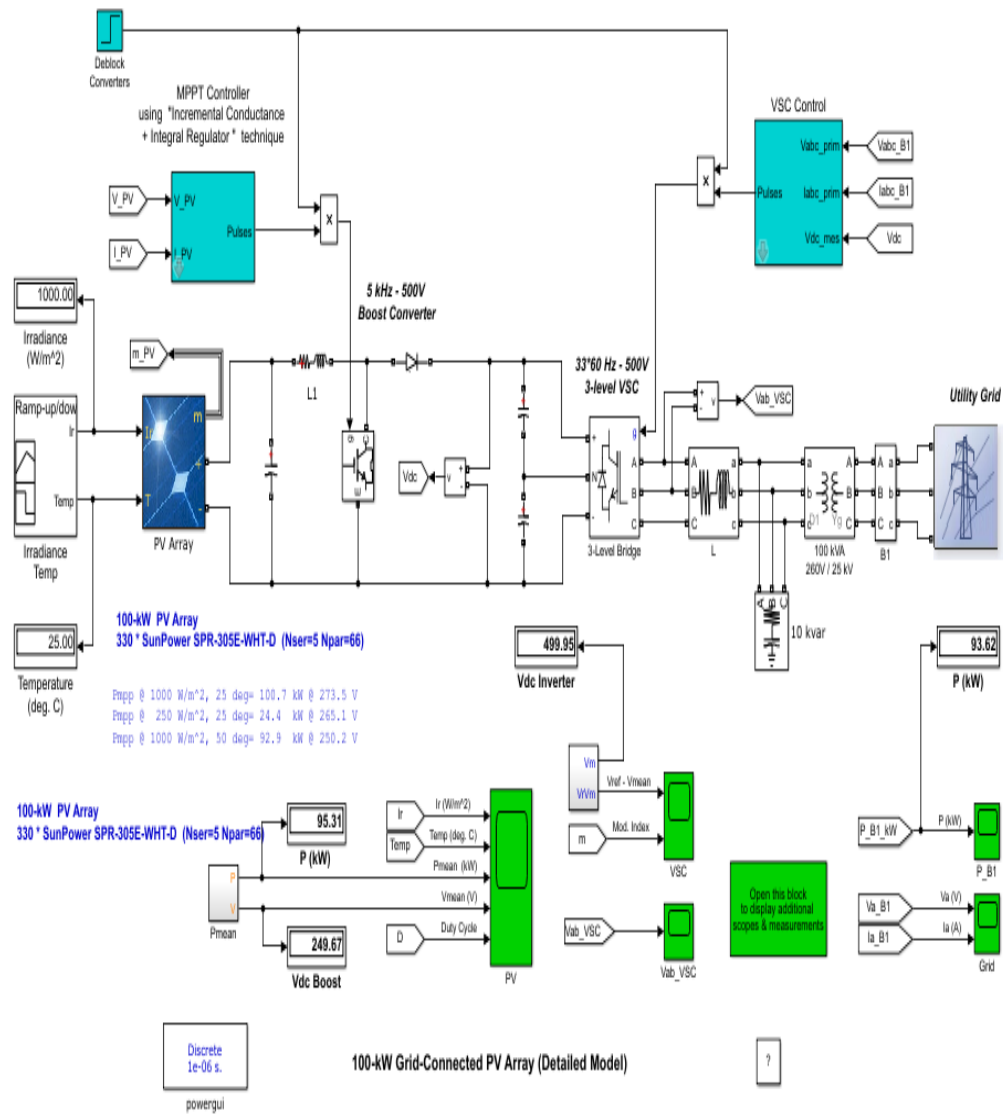 Deblock
Converters
MPPT Controller
using "Incremental Conductance
+ Integral Regulator "  technique
V_PV
I_PV
V_PV
I_PV
Pulses
x
x
VSC Control
Vabc_prim
Iabc_prim
Vdc_mes
Pulses
Vabc_B1
Iabc_B1
Vdc
1000.00
Irradiance
(W/m^2)
m_PV
5 kHz - 500V
Boost Converter
33*60 Hz - 500V
3-level VSC
Utility Grid
Ramp-up/dow
Ir
Temp
Irradiance
Temp
Ir
T
m
+
-
PV Array
L1
g
C
E
Vdc
+
-
v
g
+
N
-
A
B
C
3-Level Bridge
+
-
v
Vab_VSC
A
B
C
a
b
c
L
a
b
c
A
B
C
D1
Yg
100 kVA
260V / 25 kV
A
B
C
a
b
c
B1
A
B
C
10 kvar
25.00
Temperature
(deg. C)
100-kW  PV Array
330 * SunPower SPR-305E-WHT-D  (Nser=5 Npar=66)
Pmpp @ 1000 W/m^2, 25 deg= 100.7 kW @ 273.5 V
Pmpp @  250 W/m^2, 25 deg= 24.4  kW @ 265.1 V
Pmpp @ 1000 W/m^2, 50 deg= 92.9  kW @ 250.2 V
499.95
Vdc Inverter
93.62
P (kW)
100-kW  PV Array
330 * SunPower SPR-305E-WHT-D  (Nser=5 Npar=66)
95.31
P (kW)
P
V
Pmean
249.67
Vdc Boost
Ir
Temp
D
Ir (W/m^2)
Temp (deg. C)
Pmean  (kW)
Vmean (V)
Duty Cycle
PV
Vm
VrVm
Vref - Vmean
m
Mod. Index
VSC
Vab_VSC
Vab_VSC
Open this block
to display additional
scopes & measurements
P_B1_kW
P (kW)
P_B1
Va_B1
Ia_B1
Va (V)
Ia (A)
Grid
Discrete
1e-06 s.
powergui
100-kW Grid-Connected PV Array (Detailed Model)
?